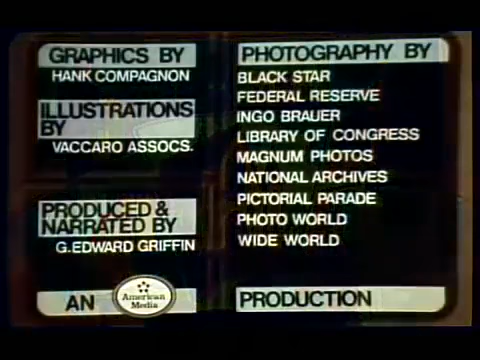 GRAPHICS BY
HANK COMPAGNON
ILLUSTRATIONS
BY
VACCARO ASSOCS.
PRODUCED &
NARRATED BY
G. EDWARD GRIFFIN
PHOTOGRAPHY BY
BLACK STAR
FEDERAL RESERVE
INGO BRAUER
LIBRARY OF CONGRESS
MAGNUM PHOTOS
NATIONAL ARCHIVES
PICTORIAL PARADE
PHOTO WORLD
WIDE WORLD
AN American Media PRODUCTION